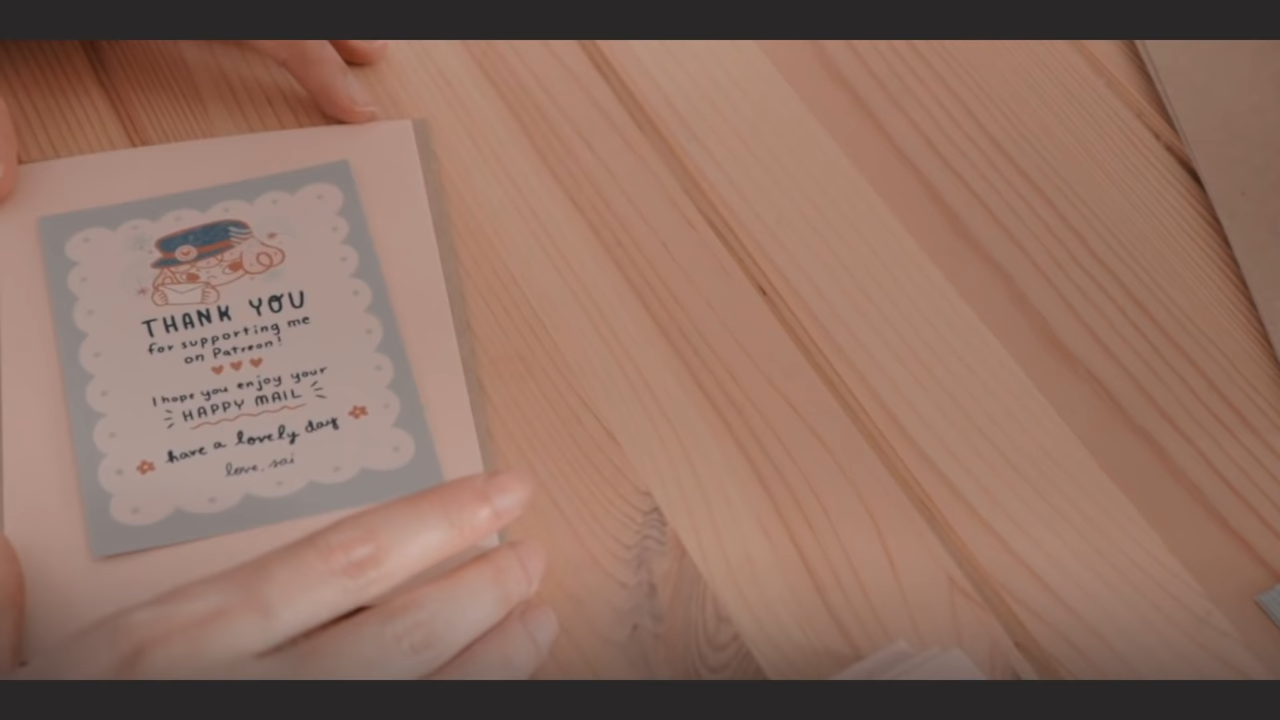 THANK YOU
for supporting me
on Patreon!
I hope you enjoy your
HAPPY MAIL
have a lovely day
love, sai